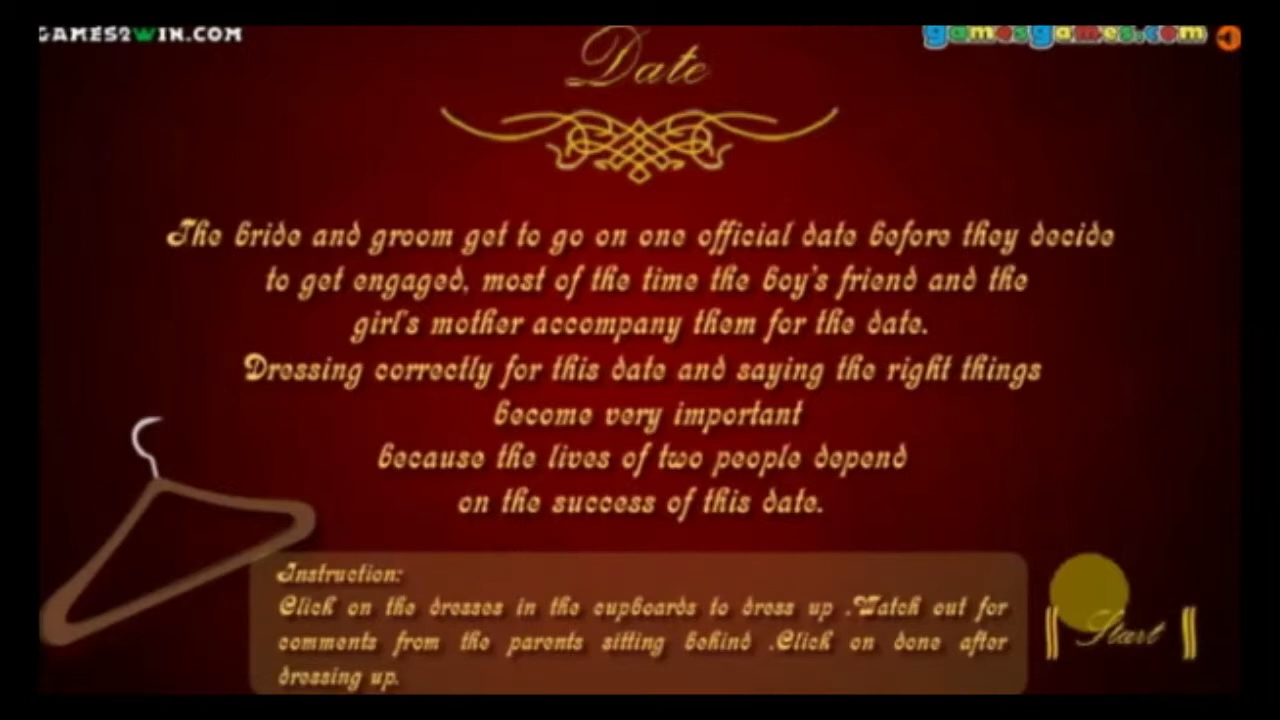 GAMES2WIN.COM
gamesgames.com
Date
The bride and groom get to go on one official date before they decide
to get engaged, most of the time the boy's friend and the
girl's mother accompany them for the date.
Dressing correctly for this date and saying the right things
become very important
because the lives of two people depend
on the success of this date.
Instruction:
Click on the dresses in the cupboards to dress up .Watch out for
comments from the parents sitting behind .Click on done after
dressing up.
Start